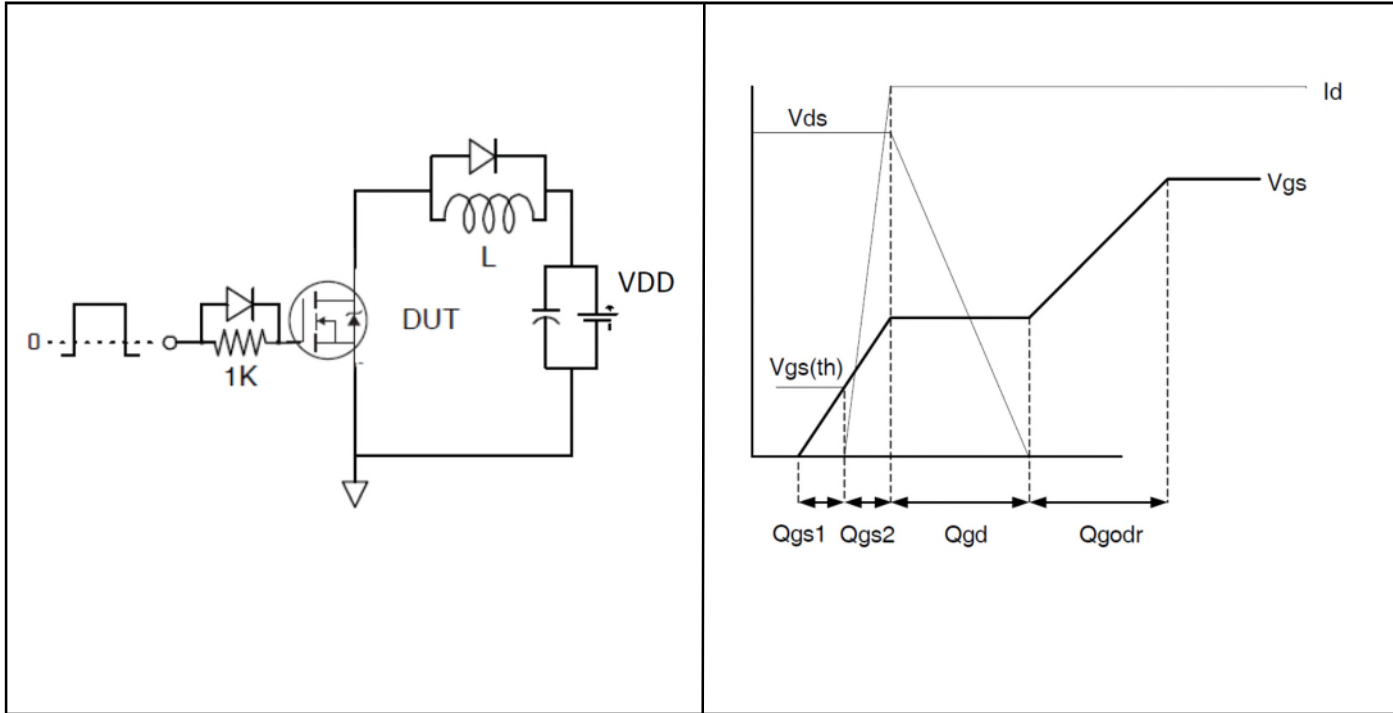 L
VDD
DUT
0
1K
Id
Vds
Vgs
Vgs(th)
Qgs1 Qgs2 Qgd Qgodr